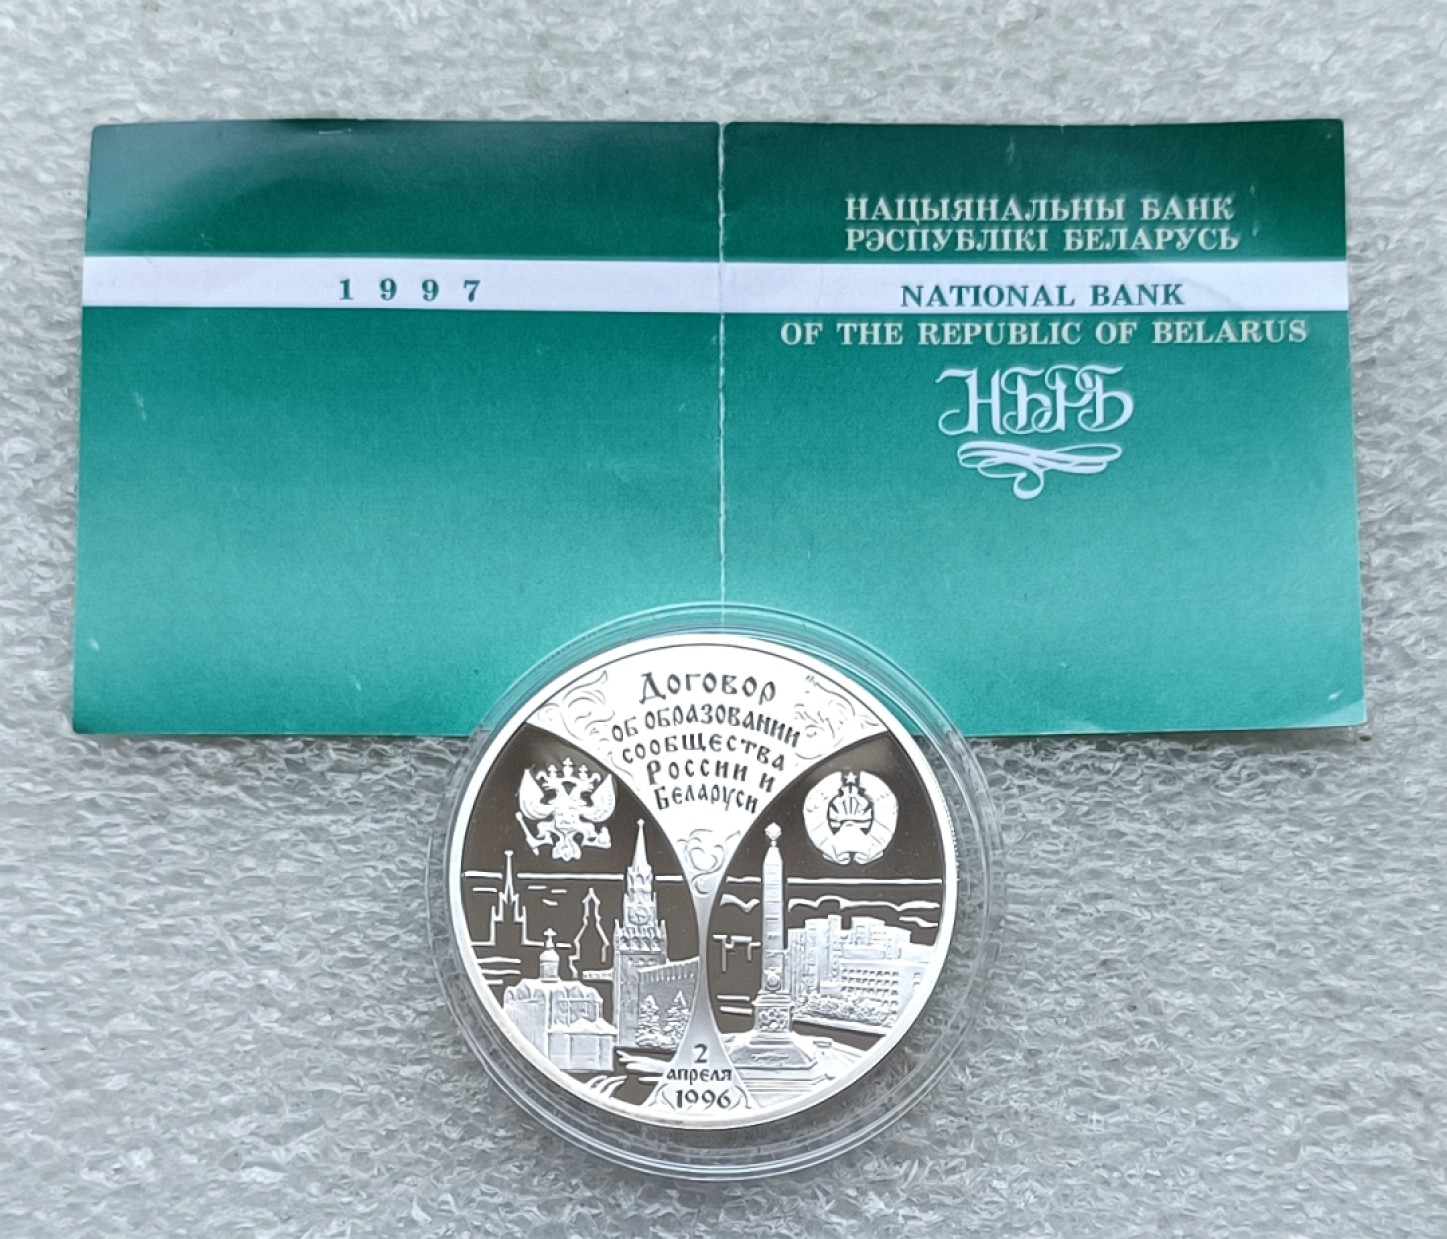 1997
НАЦЫЯНАЛЬНЫ БАНК
РЭСПУБЛІКІ БЕЛАРУСЬ
NATIONAL BANK
OF THE REPUBLIC OF BELARUS
НБРБ
Договор
об образовании
сообщества
России и
Беларуси
2
апреля
1996